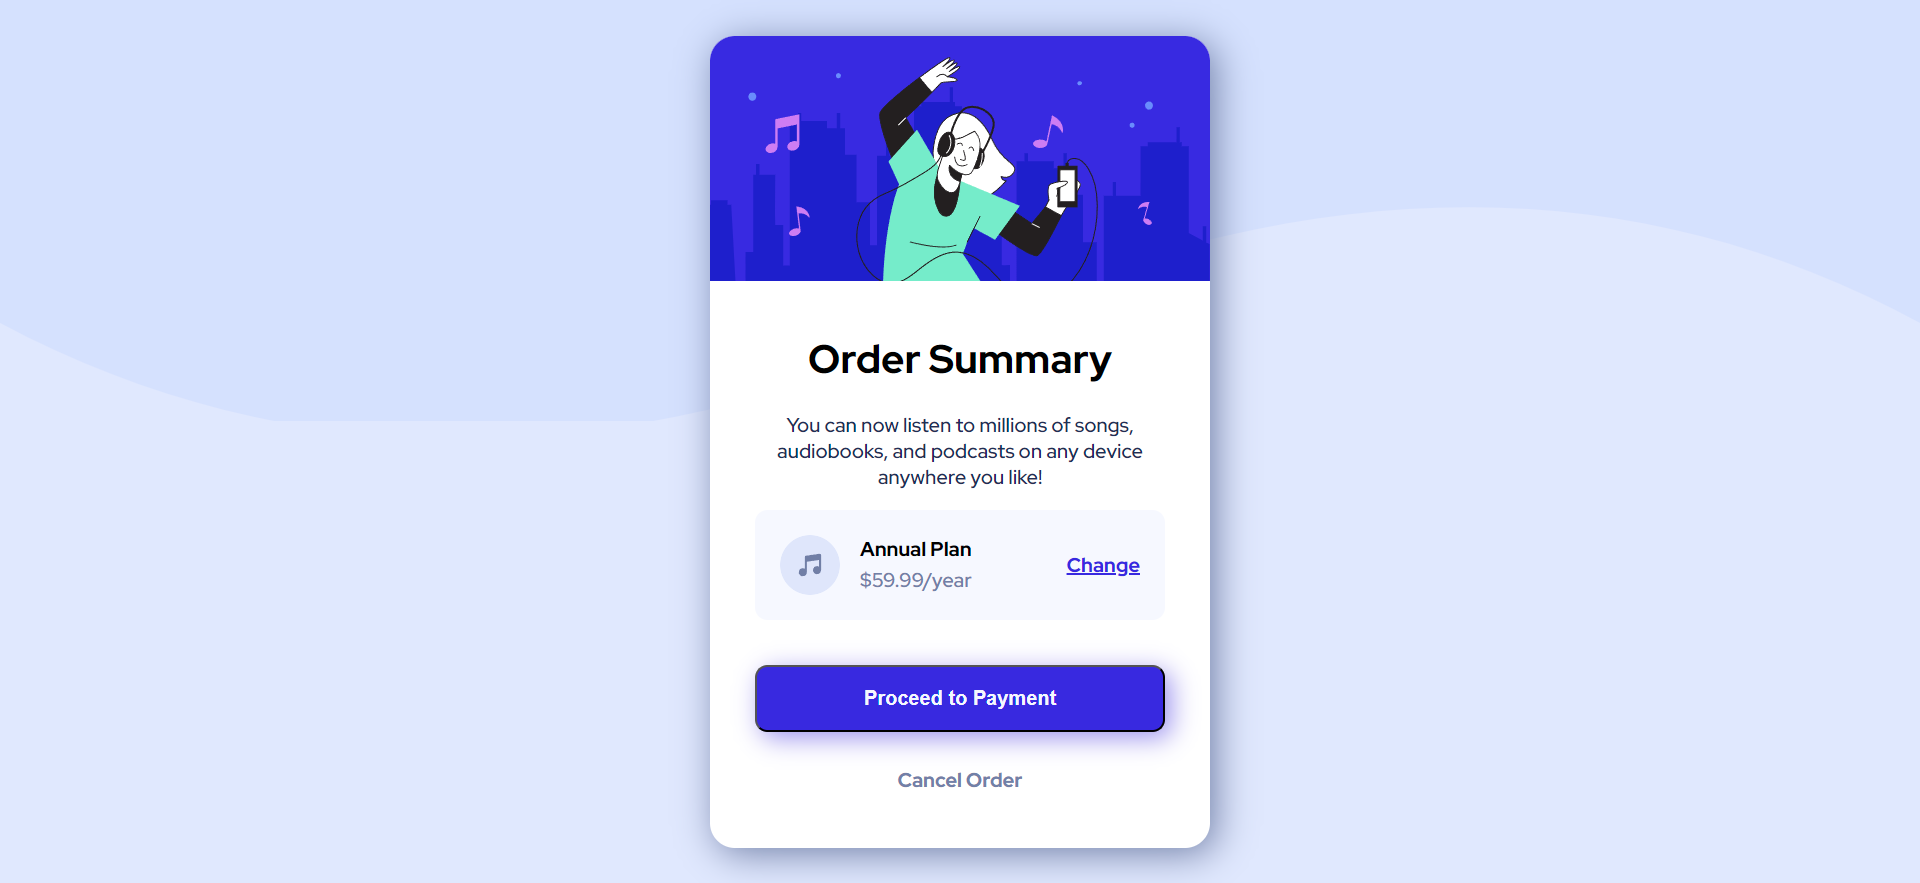 Order Summary
You can now listen to millions of songs,
audiobooks, and podcasts on any device
anywhere you like!
Annual Plan
$59.99/year
Change
Proceed to Payment
Cancel Order